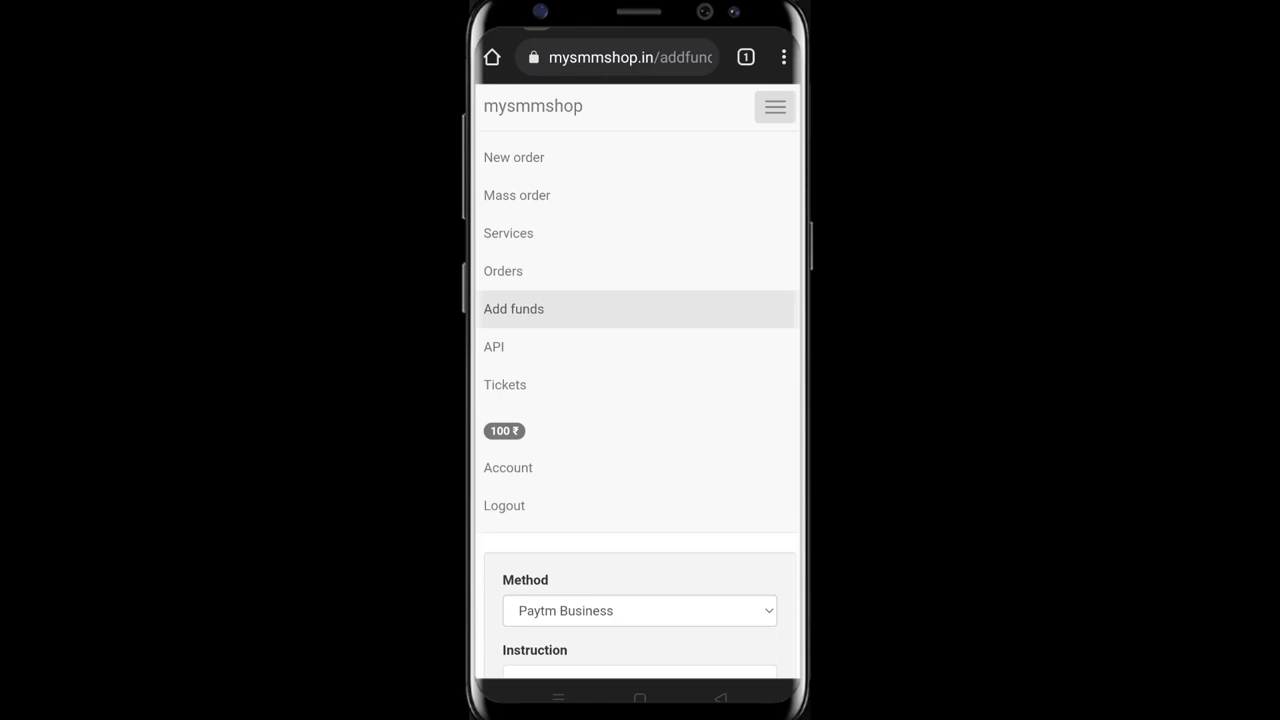 mysmmshop.in/addfunc
1
mysmmshop
New order
Mass order
Services
Orders
Add funds
API
Tickets
100 ₹
Account
Logout
Method
Paytm Business
Instruction